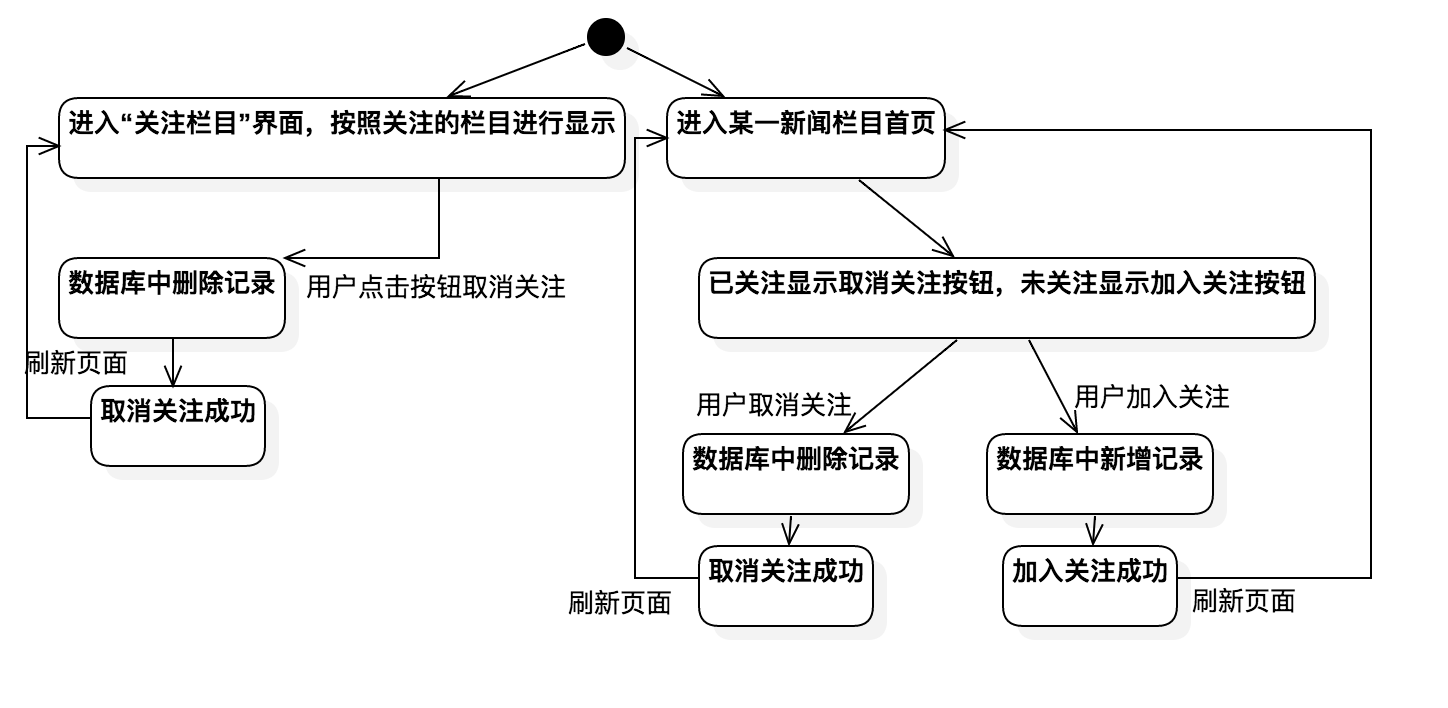 进入“关注栏目”界面，按照关注的栏目进行显示
进入某一新闻栏目首页
数据库中删除记录
用户点击按钮取消关注
已关注显示取消关注按钮，未关注显示加入关注按钮
刷新页面
取消关注成功
用户取消关注
用户加入关注
数据库中删除记录
数据库中新增记录
取消关注成功
加入关注成功
刷新页面
刷新页面